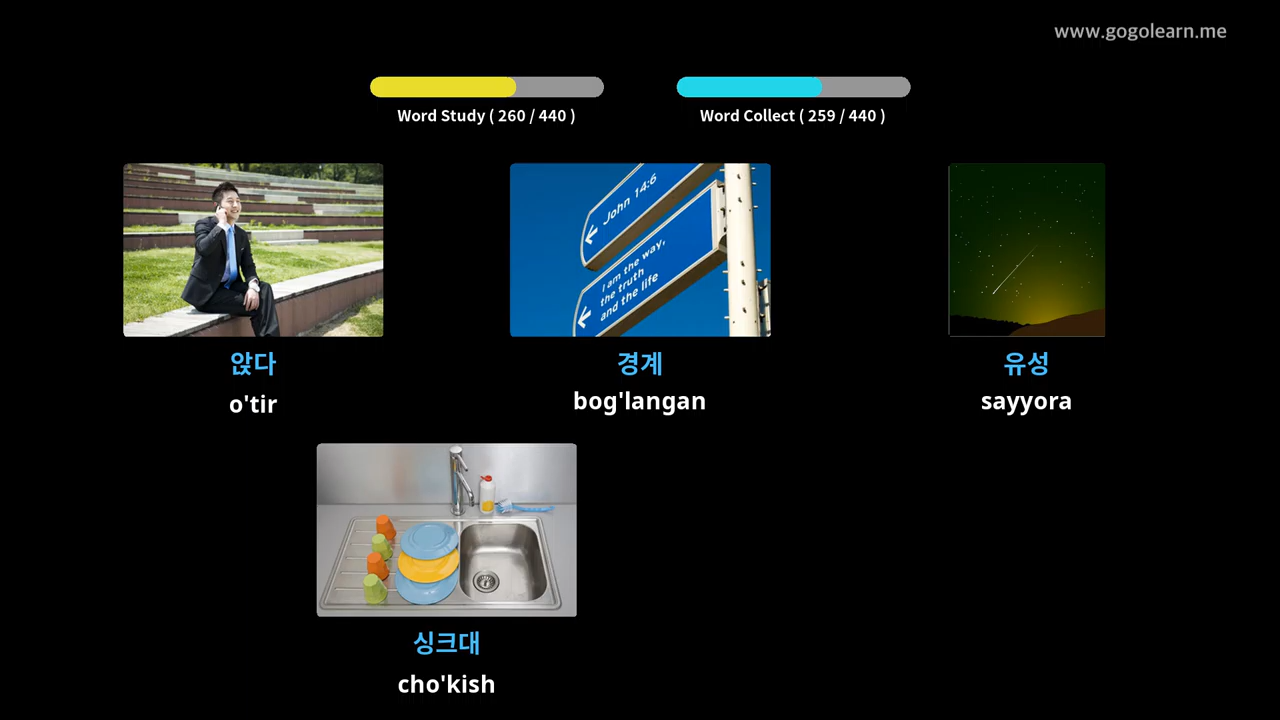 www.gogolearn.me
Word Study ( 260 / 440 )
Word Collect ( 259 / 440 )
John 14:6
I am the way,
the truth
and the life
앉다
o'tir
경계
bog'langan
유성
sayyora
싱크대
cho'kish